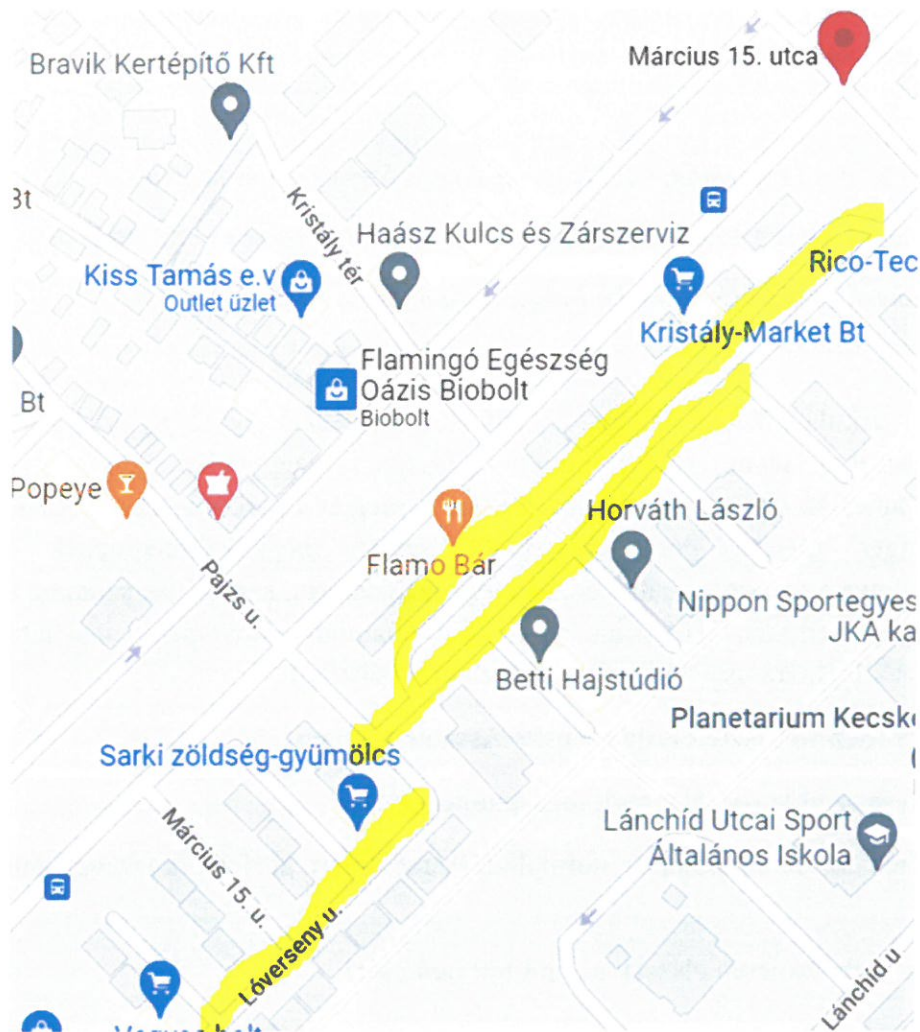 Március 15. utca
Bravik Kertépítő Kft
Bt
Kristály tér
Haász Kulcs és Zárszerviz
Kiss Tamás e.v
Outlet üzlet
Rico-Tec
Kristály-Market Bt
Flamingó Egészség
Oázis Biobolt
Biobolt
Bt
Popeye
Horváth László
Flamo Bár
Pajzs u.
Nippon Sportegyes
JKA ka
Betti Hajstúdió
Planetarium Kecske
Sarki zöldség-gyümölcs
Március 15. u.
Lánchíd Utcai Sport
Általános Iskola
Lóverseny u.
Lánchíd u